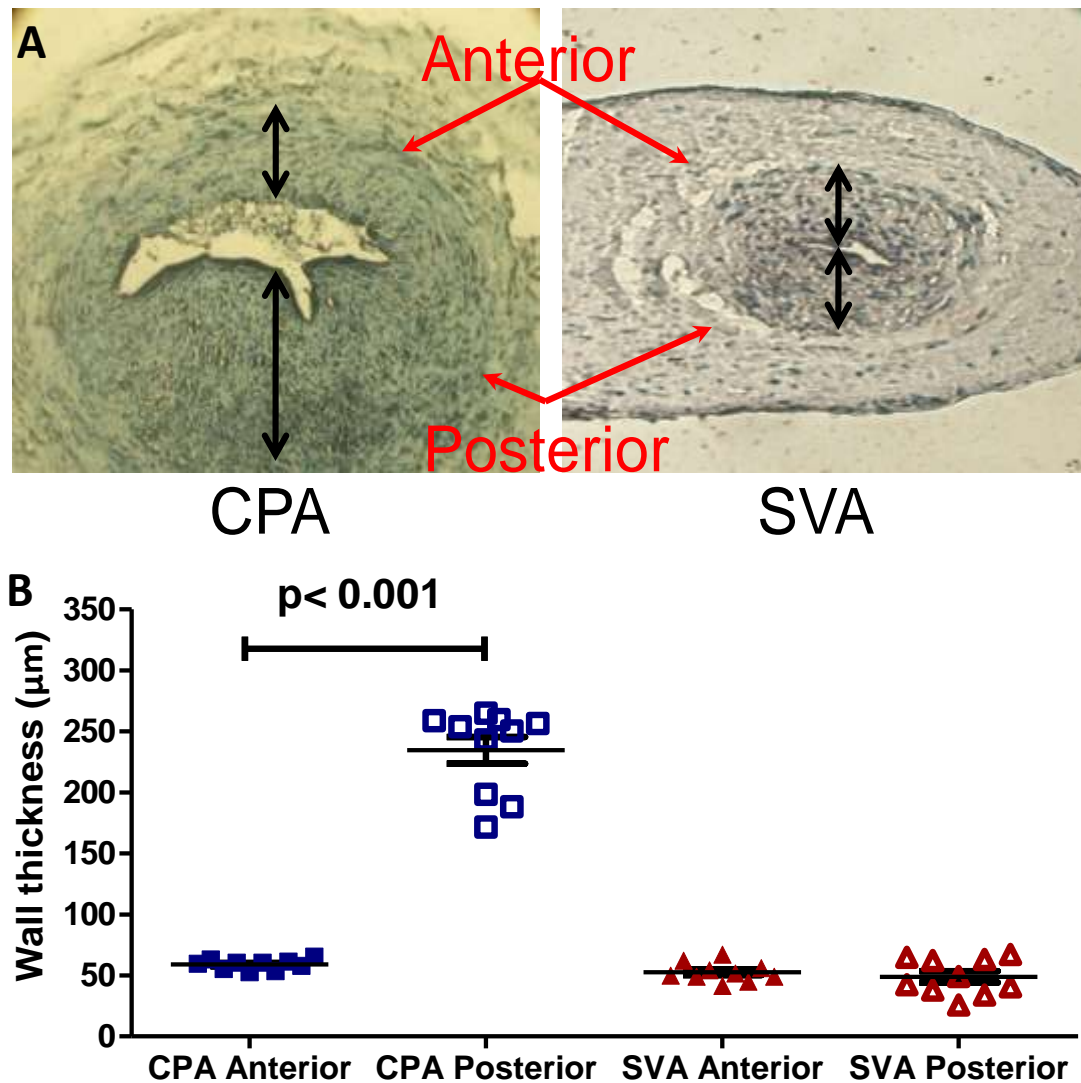 A
Anterior
Posterior
CPA SVA
B
p< 0.001
Wall thickness (µm)
350
300
250
200
150
100
50
0
CPA Anterior CPA Posterior SVA Anterior SVA Posterior